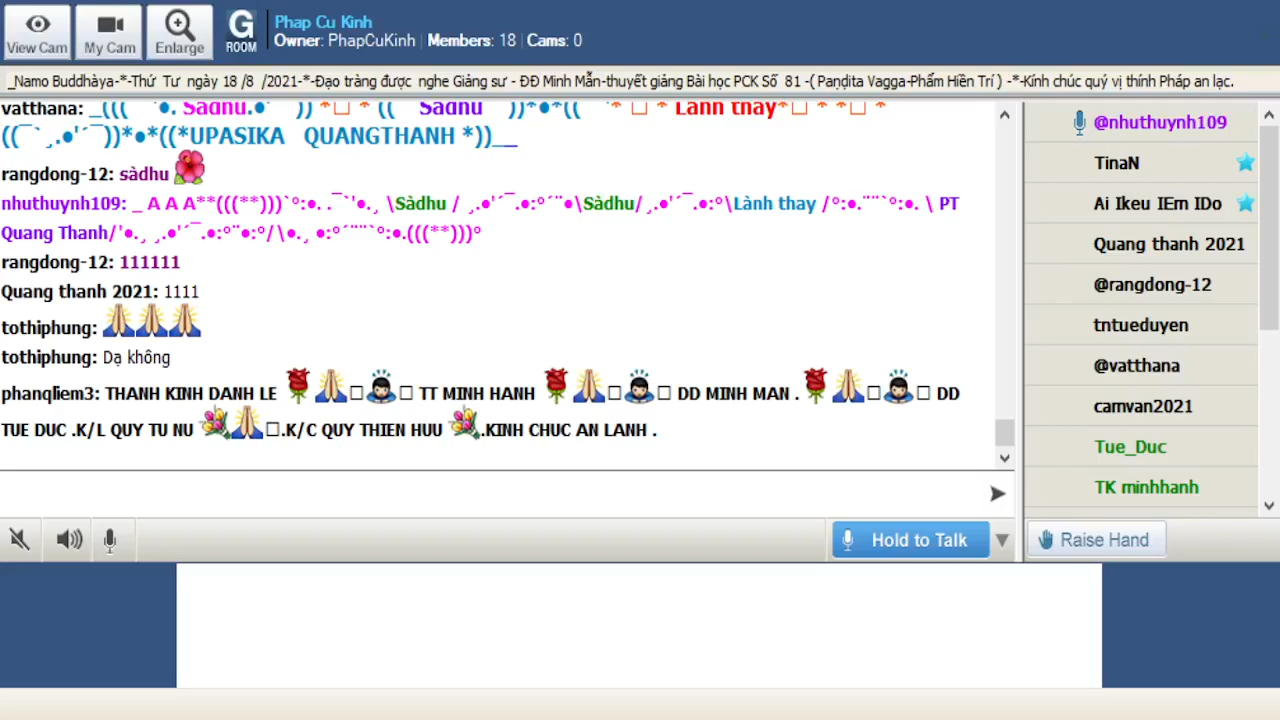 View Cam
My Cam
Enlarge
G
ROOM
Phap Cu Kinh
Owner: PhapCuKinh | Members: 18 | Cams: 0
_Namo Buddhàya-*-Thứ Tư ngày 18 /8 /2021-*-Đạo tràng được nghe Giảng sư - ĐĐ Minh Mẫn-thuyết giảng Bài học PCK Số 81 -( Paṇḍita Vagga-Phẩm Hiền Trí ) -*-Kính chúc quý vị thính Pháp an lạc.
vatthana: _((( `●. Sàdhu.●´ )) *□ * (( Sàdhu ))*●*(( `* □ * Lành thay*□ * *□ *
((¯`¸.●'´¯))*●*((*UPASIKA QUANGTHANH *))__
rangdong-12: sàdhu
nhuthuynh109: _ A A A**(((**)))`°:●. .¯`'●.¸ \Sàdhu / ¸.●'´¯.●:°´¨●\Sàdhu/ ¸.●'´¯.●:°\Lành thay /°:●.¨¨`°:●. \ PT
Quang Thanh/'●.¸ ¸.●'´¯.●:°¨●:°/\●.¸ ●:°´¨¨`°:●.(((**)))°
rangdong-12: 111111
Quang thanh 2021: 1111
tothiphung: 🙏🙏🙏
tothiphung: Dạ không
phanqliem3: THANH KINH DANH LE 🌹🙏□🙇□ TT MINH HANH 🌹🙏□🙇□ DD MINH MAN .🌹🙏□🙇□ DD
TUE DUC .K/L QUY TU NU 💐🙏□.K/C QUY THIEN HUU 💐.KINH CHUC AN LANH .
Hold to Talk
@nhuthuynh109
TinaN
Ai Ikeu IEm IDo
Quang thanh 2021
@rangdong-12
tntueduyen
@vatthana
camvan2021
Tue_Duc
TK minhhanh
Raise Hand